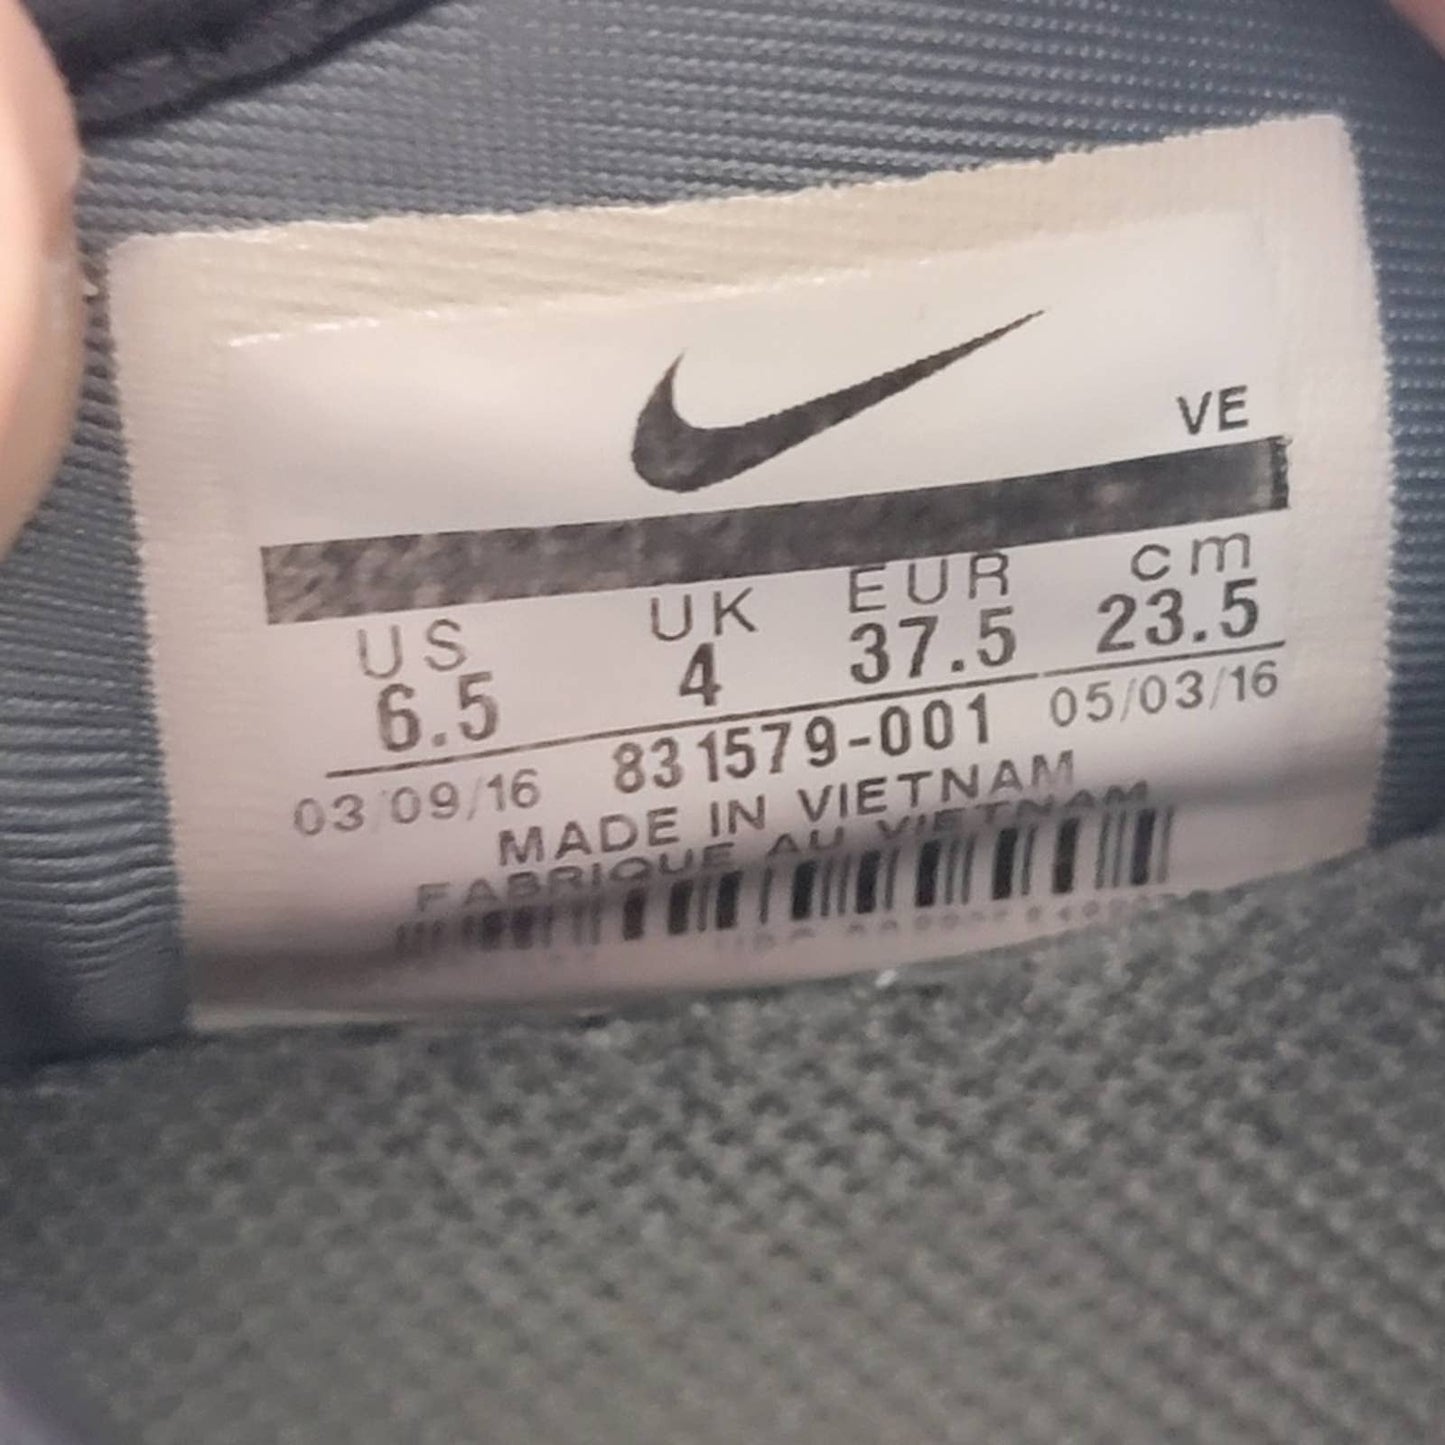 VE
US UK EUR cm
6.5 4 37.5 23.5
03/09/16 831579-001 05/03/16
MADE IN VIETNAM
FABRIQUE AU VIETNAM